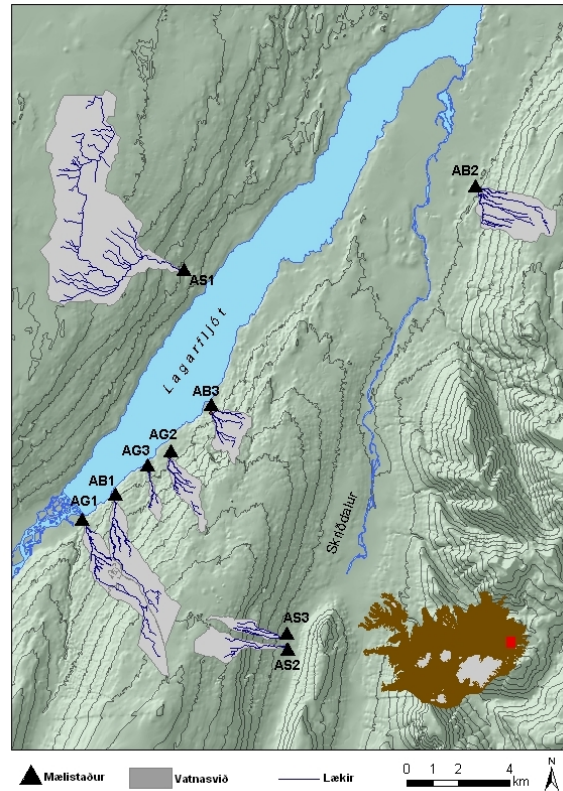 AB2
AS1
Lagarfljót
AB3
AG2
AG3
AB1
AG1
Skriðdalur
AS3
AS2
Mælistaður
Vatnasvið
Lækir
0 1 2 4
km
N